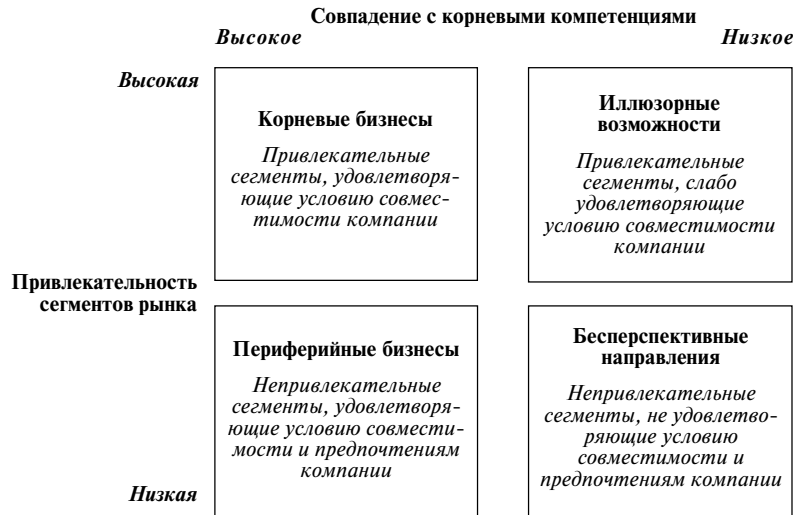 Совпадение с корневыми компетенциями
Высокое Низкое
Высокая
Корневые бизнесы
Привлекательные
сегменты, удовлетворя-
ющие условию совмес-
тимости компании
Иллюзорные
возможности
Привлекательные
сегменты, слабо
удовлетворяющие
условию совместимости
компании
Привлекательность
сегментов рынка
Периферийные бизнесы
Непривлекательные
сегменты, удовлетворя-
ющие условию совмести-
мости и предпочтениям
компании
Бесперспективные
направления
Непривлекательные
сегменты, не удовлетво-
ряющие условию
совместимости и
предпочтениям компании
Низкая